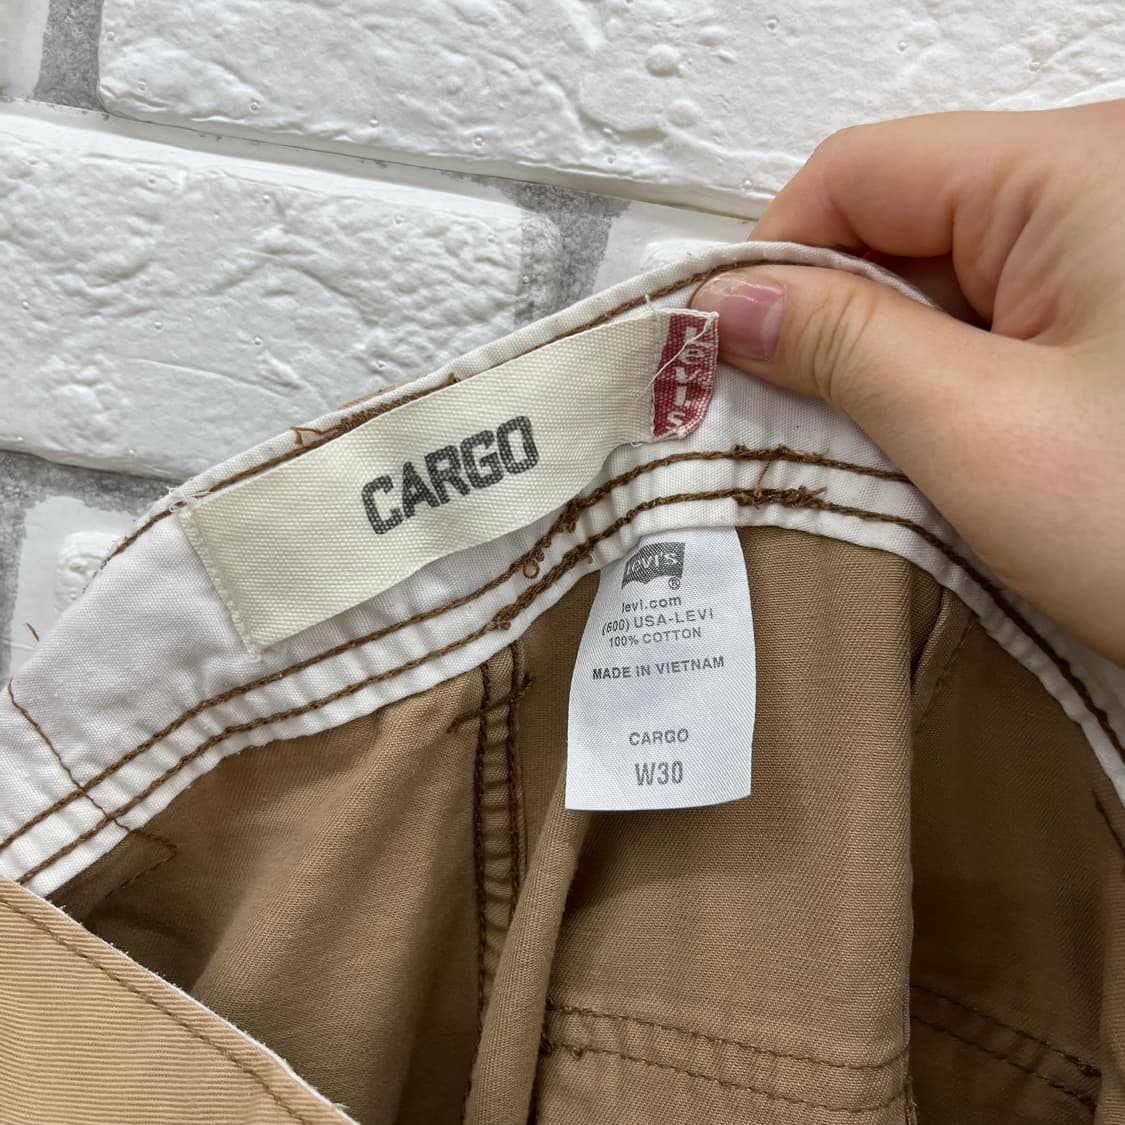 CARGO
Levi's
Levi's
®
levi.com
(800) USA-LEVI
100% COTTON
MADE IN VIETNAM
CARGO
W30